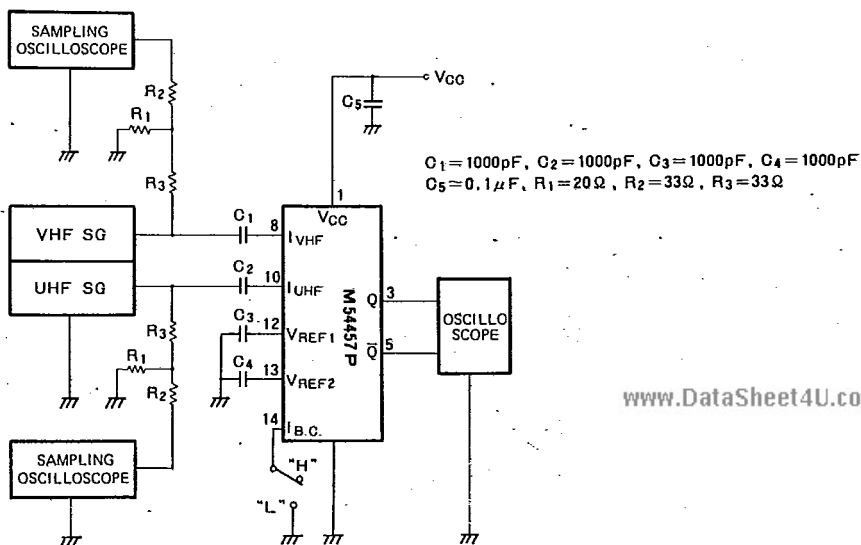 SAMPLING
OSCILLOSCOPE
R2
R1
R3
VCC
C5
C1=1000pF, C2=1000pF, C3=1000pF, C4=1000pF
C5=0.1μF, R1=20Ω, R2=33Ω, R3=33Ω
1
VCC
VHF SG
C1
8
IVHF
UHF SG
C2
10
IUHF
M54457P
Q
3
OSCILLO
SCOPE
R3
C3
12
VREF1
Q̅
5
R1
R2
C4
13
VREF2
www.DataSheet4U.co
14
IB.C.
SAMPLING
OSCILLOSCOPE
"H"
"L"